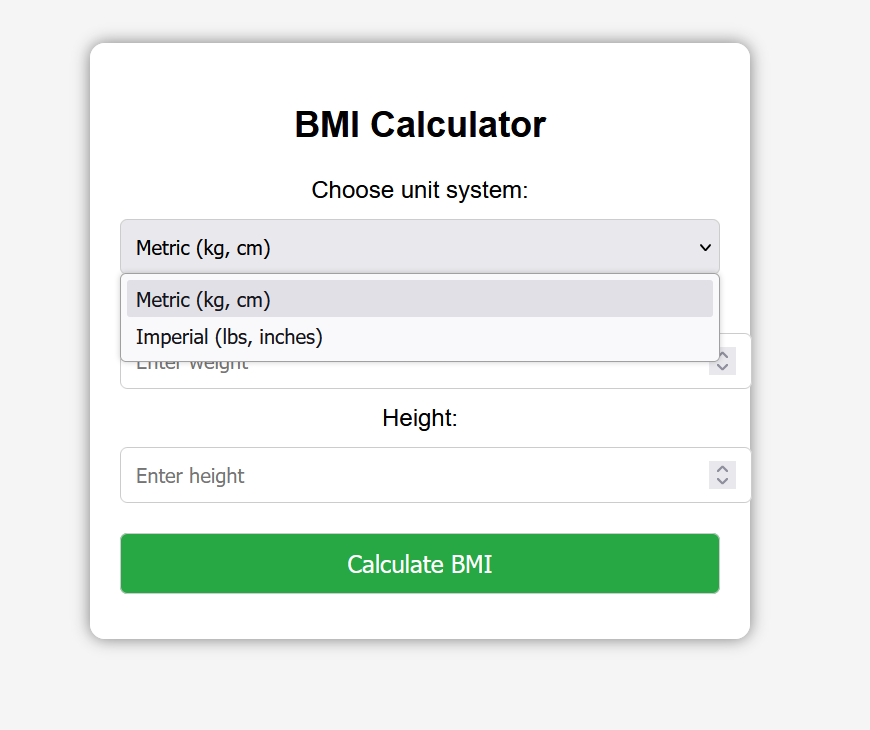 BMI Calculator
Choose unit system:
Metric (kg, cm)
Metric (kg, cm)
Imperial (lbs, inches)
Enter weight
Height:
Enter height
Calculate BMI